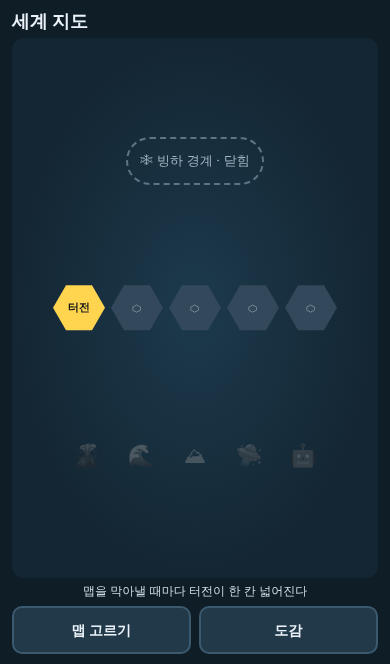 세계 지도
빙하 경계 · 닫힘
터전
맵을 막아낼 때마다 터전이 한 칸 넓어진다
맵 고르기
도감